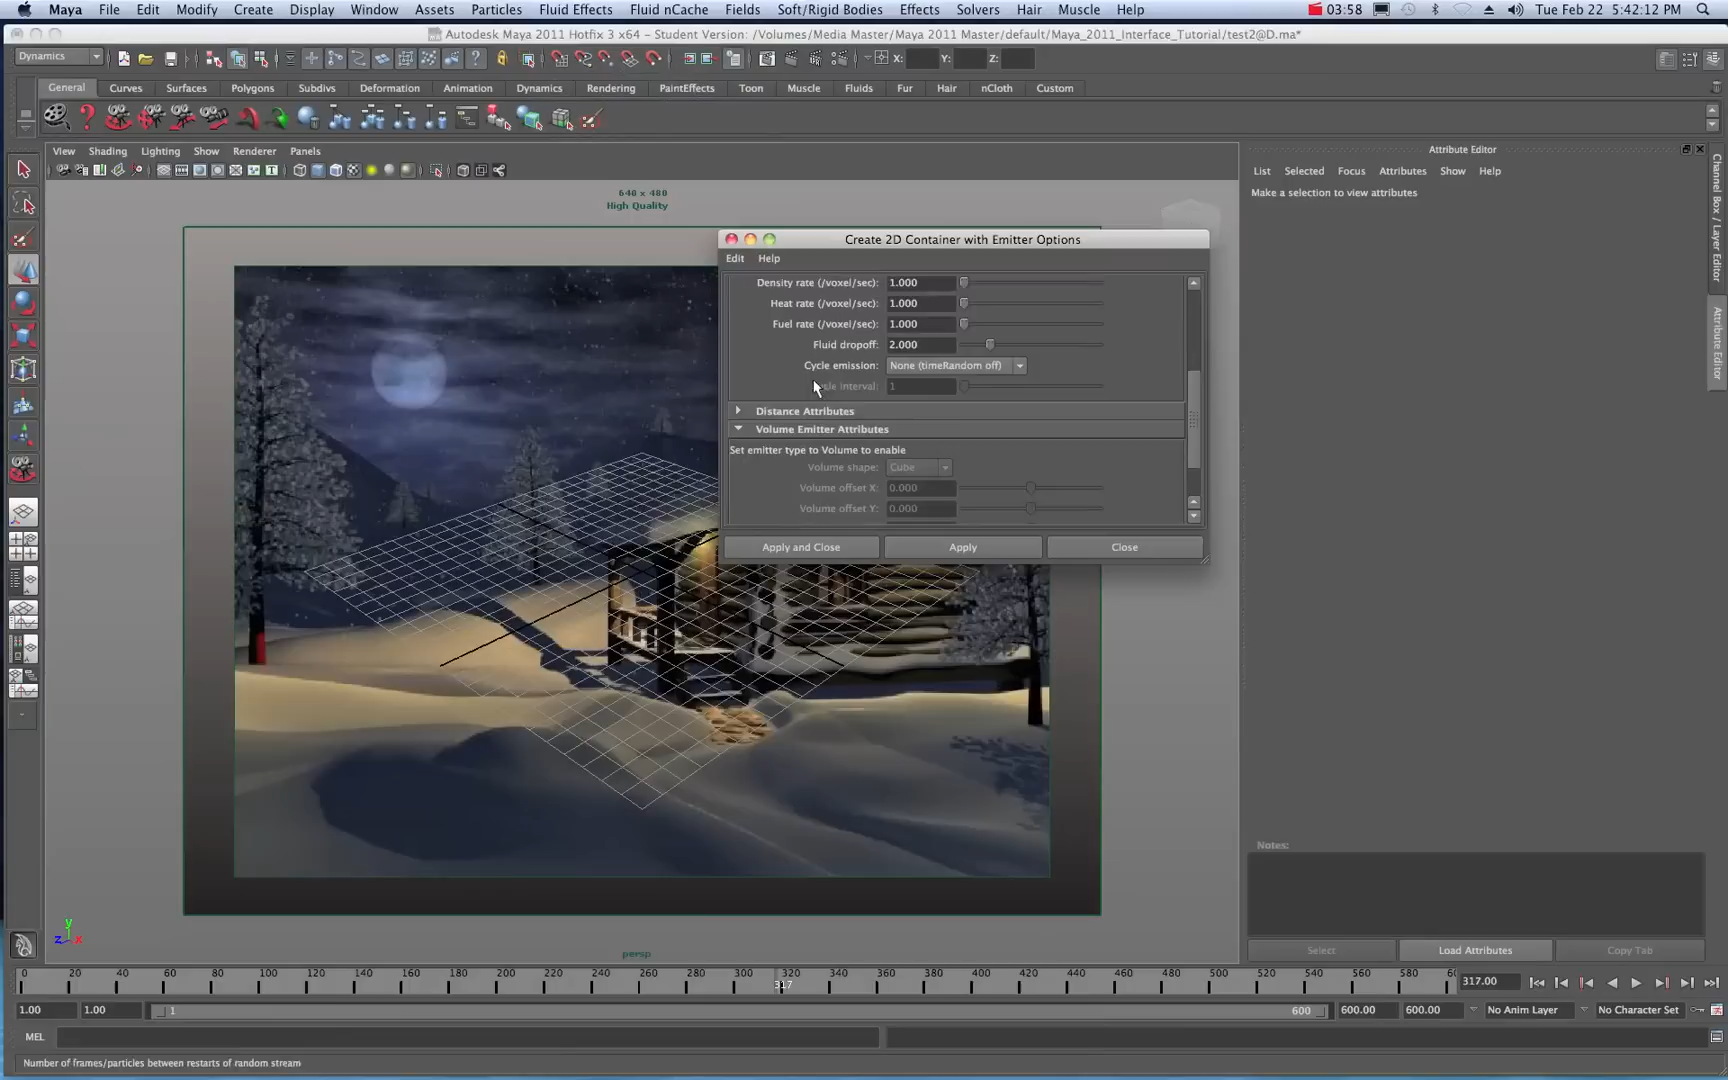 Maya File Edit Modify Create Display Window Assets Particles Fluid Effects Fluid nCache Fields Soft/Rigid Bodies Effects Solvers Hair Muscle Help 03:58 Tue Feb 22 5:42:12 PM
Autodesk Maya 2011 Hotfix 3 x64 - Student Version: /Volumes/Media Master/Maya 2011 Master/default/Maya_2011_Interface_Tutorial/test2@D.ma*
Dynamics X: Y: Z:
General Curves Surfaces Polygons Subdivs Deformation Animation Dynamics Rendering PaintEffects Toon Muscle Fluids Fur Hair nCloth Custom
View Shading Lighting Show Renderer Panels
Attribute Editor
List Selected Focus Attributes Show Help
Make a selection to view attributes
640 x 480
High Quality
Create 2D Container with Emitter Options
Edit Help
Density rate (/voxel/sec): 1.000
Heat rate (/voxel/sec): 1.000
Fuel rate (/voxel/sec): 1.000
Fluid dropoff: 2.000
Cycle emission: None (timeRandom off)
interval: 1
Distance Attributes
Volume Emitter Attributes
Set emitter type to Volume to enable
Volume shape: Cube
Volume offset X: 0.000
Volume offset Y: 0.000
Apply and Close Apply Close
Channel Box / Layer Editor
Attribute Editor
Notes:
Select Load Attributes Copy Tab
y
z x
persp
0 20 40 60 80 100 120 140 160 180 200 220 240 260 280 300 320 340 360 380 400 420 440 460 480 500 520 540 560 580 60
317
317.00
1.00 1.00 1 600 600.00 600.00 No Anim Layer No Character Set
MEL
Number of frames/particles between restarts of random stream